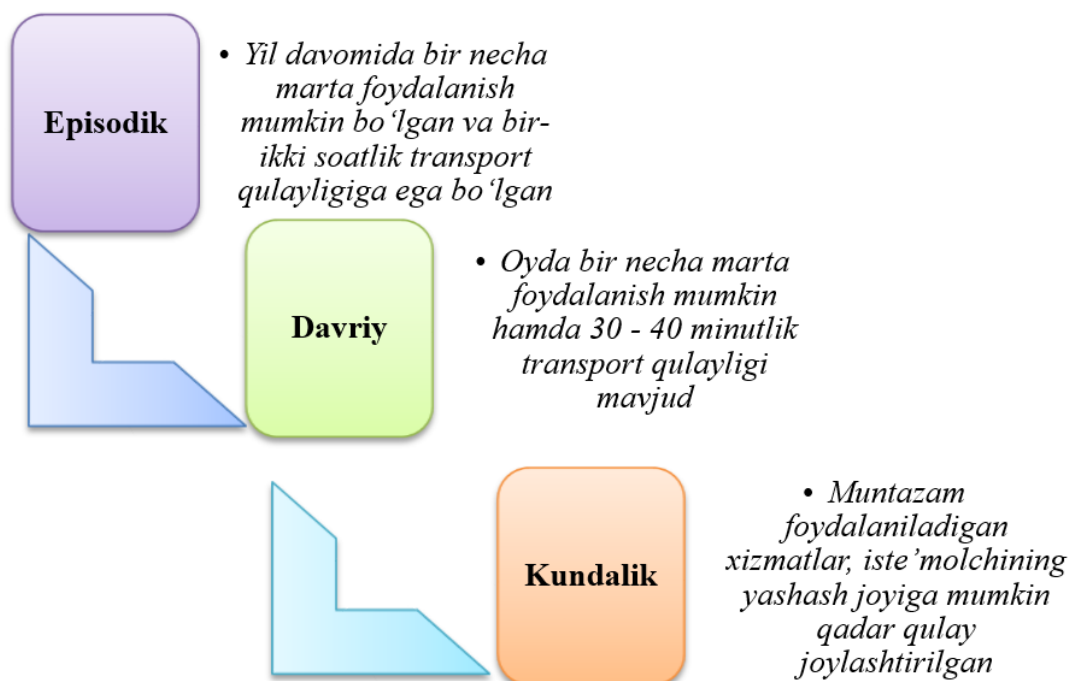 Episodik
• Yil davomida bir necha
marta foydalanish
mumkin bo‘lgan va bir-
ikki soatlik transport
qulayligiga ega bo‘lgan
Davriy
• Oyda bir necha marta
foydalanish mumkin
hamda 30 - 40 minutlik
transport qulayligi
mavjud
Kundalik
• Muntazam
foydalaniladigan
xizmatlar, iste’molchining
yashash joyiga mumkin
qadar qulay
joylashtirilgan